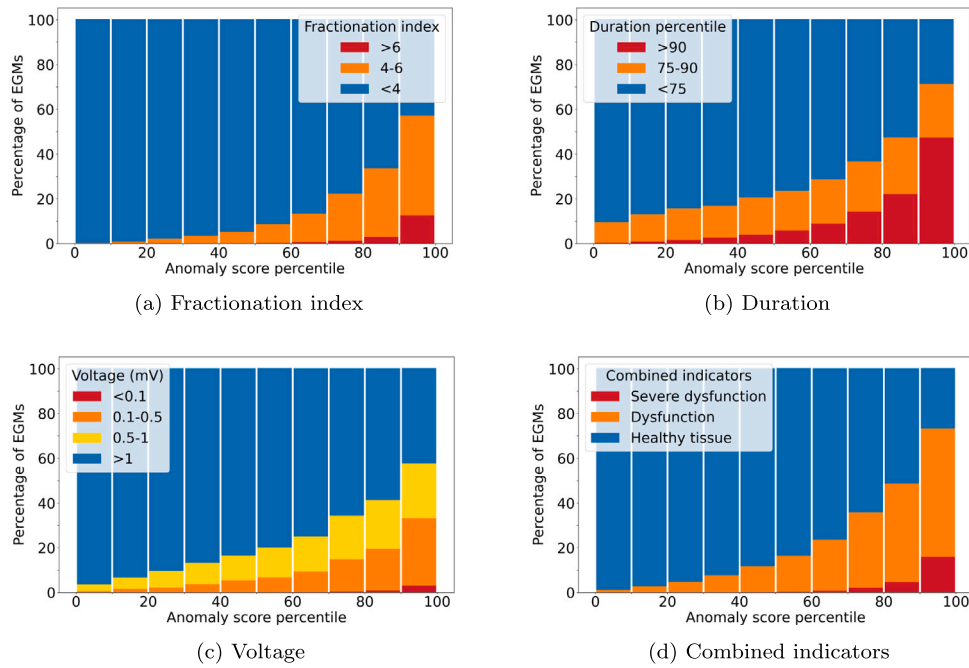 Percentage of EGMs
100
80
60
40
20
0
Fractionation index
>6
4-6
<4
0 20 40 60 80 100
Anomaly score percentile
(a) Fractionation index
Percentage of EGMs
100
80
60
40
20
0
Duration percentile
>90
75-90
<75
0 20 40 60 80 100
Anomaly score percentile
(b) Duration
Percentage of EGMs
100
80
60
40
20
0
Voltage (mV)
<0.1
0.1-0.5
0.5-1
>1
0 20 40 60 80 100
Anomaly score percentile
(c) Voltage
Percentage of EGMs
100
80
60
40
20
0
Combined indicators
Severe dysfunction
Dysfunction
Healthy tissue
0 20 40 60 80 100
Anomaly score percentile
(d) Combined indicators